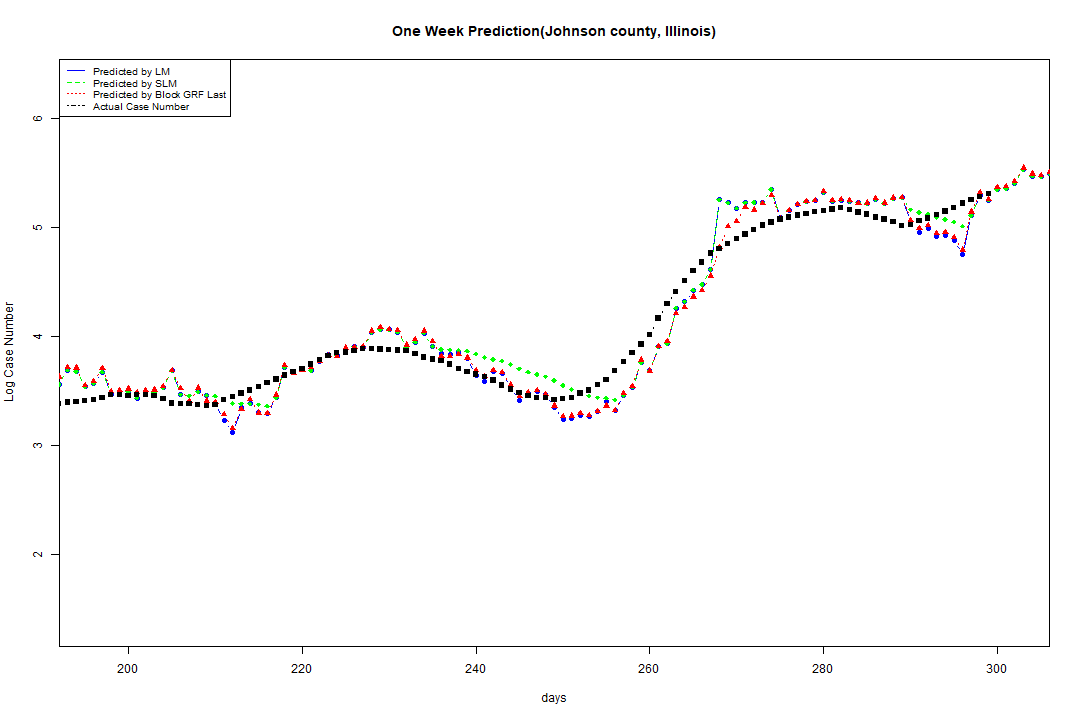 One Week Prediction(Johnson county, Illinois)
Predicted by LM
Predicted by SLM
Predicted by Block GRF Last
Actual Case Number
Log Case Number
6
5
4
3
2
200 220 240 260 280 300
days